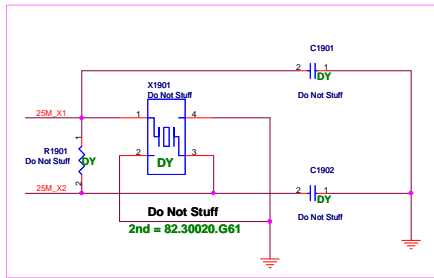 C1901
2 1
DY
Do Not Stuff
X1901
Do Not Stuff
25M_X1
1 4
2 3
DY
R1901
Do Not Stuff
1
DY
2
25M_X2
C1902
2 1
DY
Do Not Stuff
Do Not Stuff
2nd = 82.30020.G61